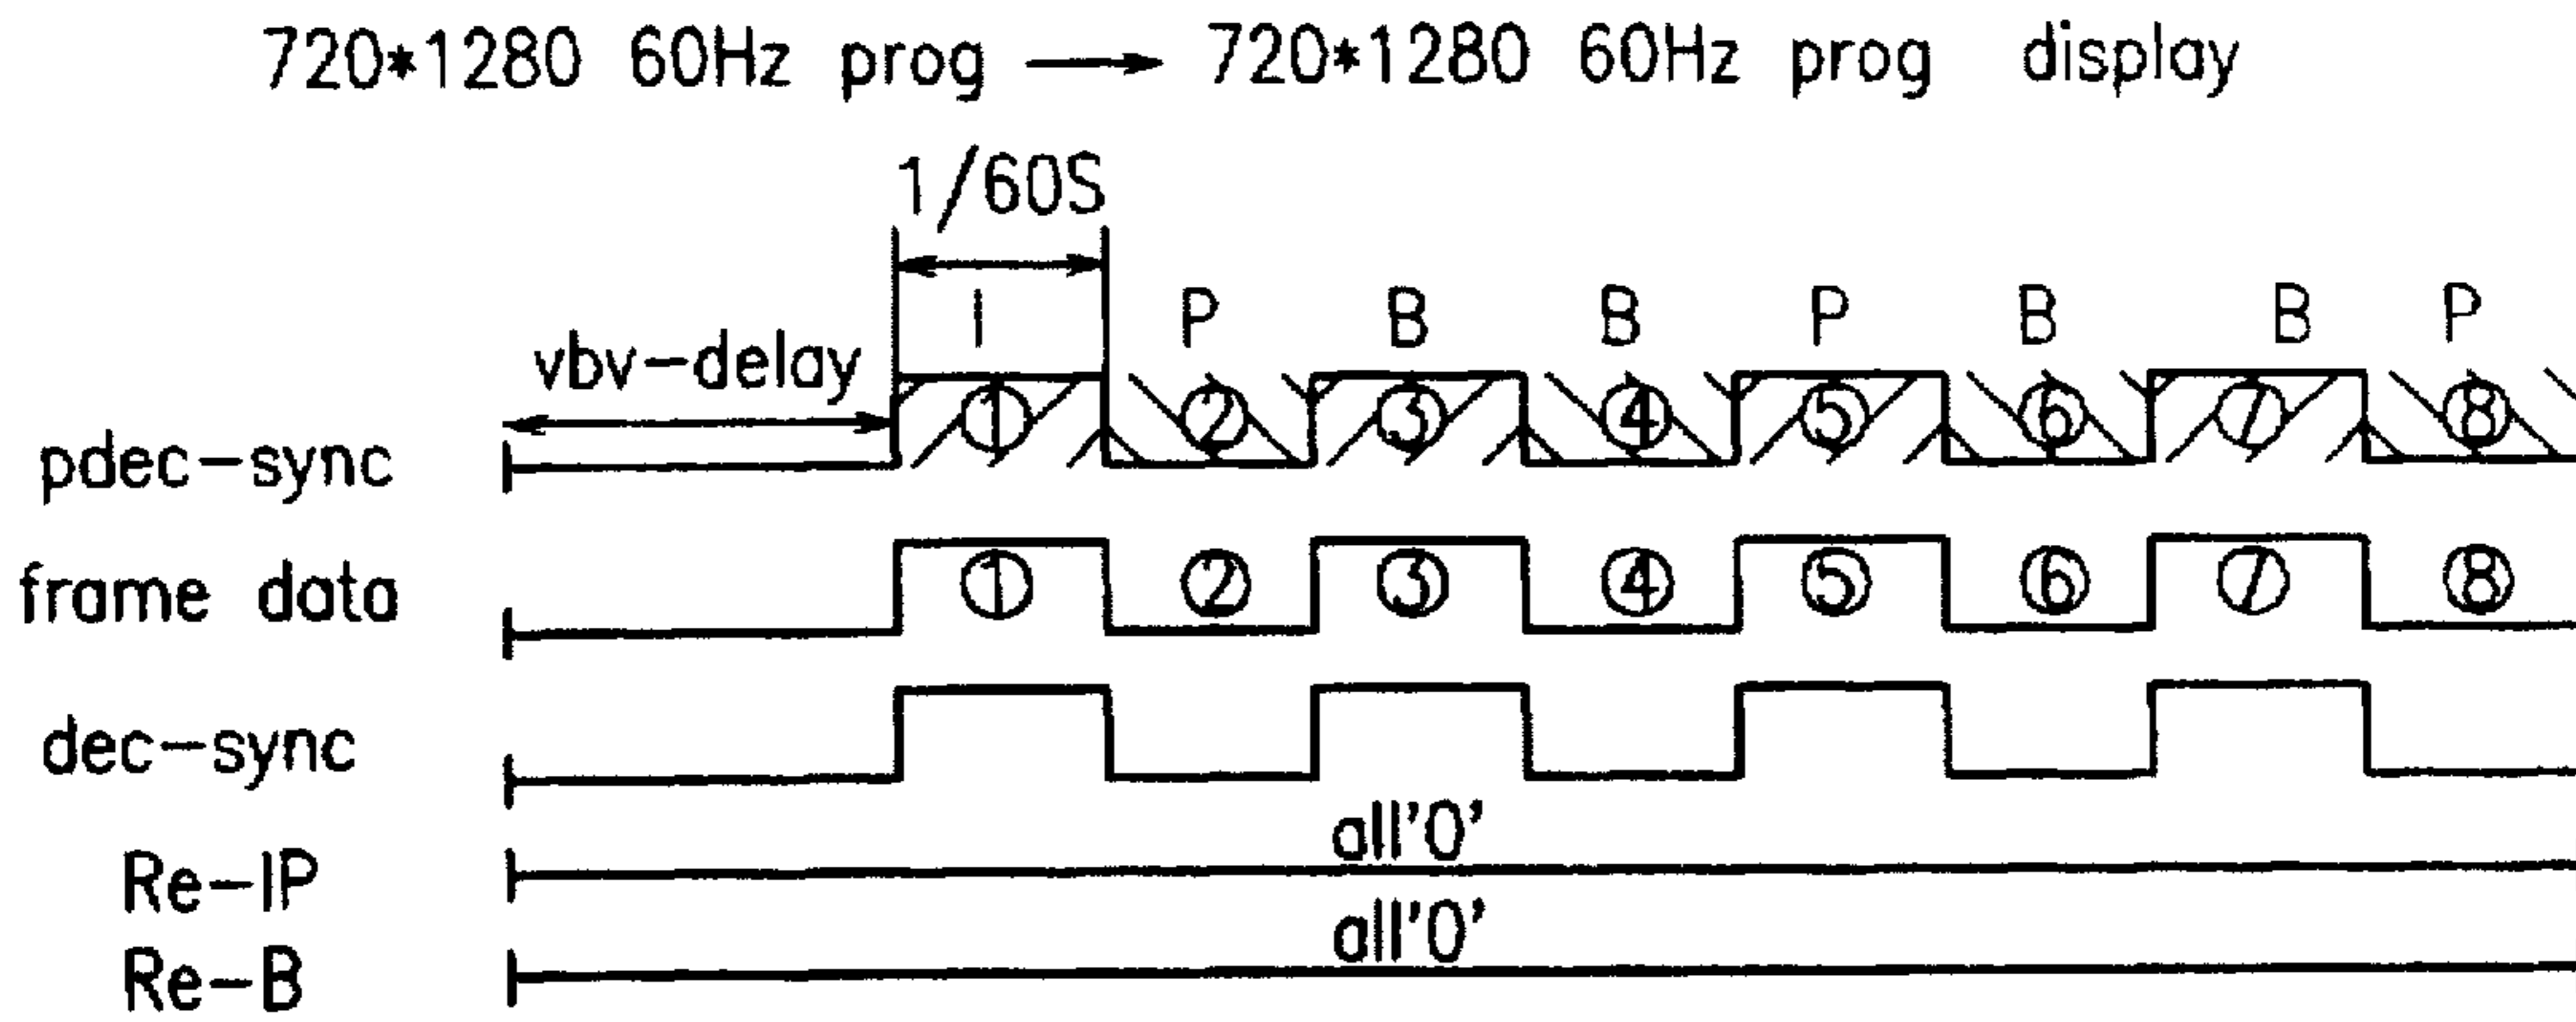 720*1280 60Hz prog → 720*1280 60Hz prog display
1/60S
I P B B P B B P
vbv-delay
pdec-sync ① ② ③ ④ ⑤ ⑥ ⑦ ⑧
frame data ① ② ③ ④ ⑤ ⑥ ⑦ ⑧
dec-sync
all'0'
Re-IP
all'0'
Re-B